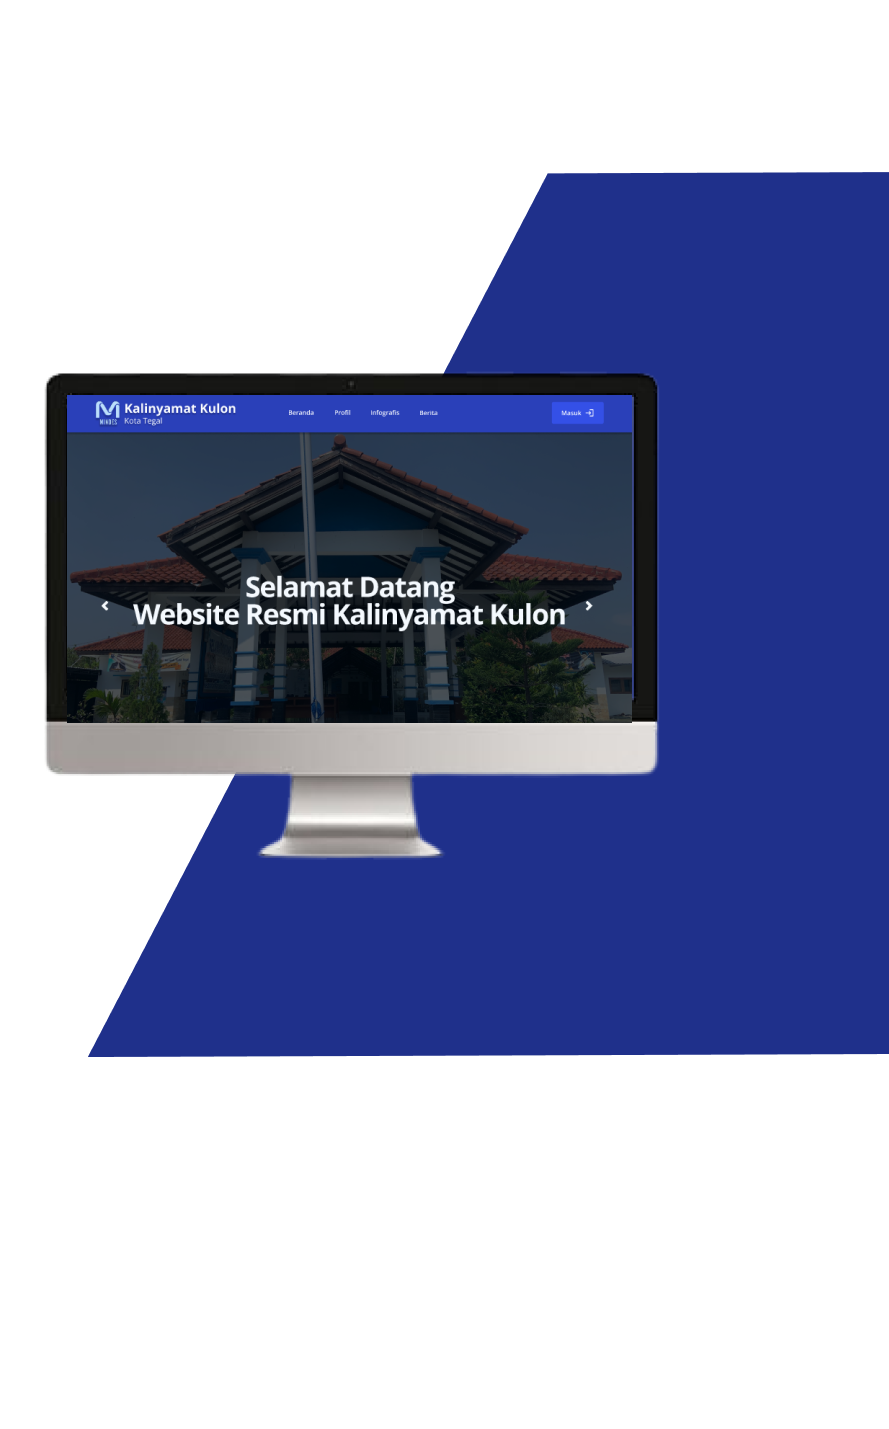 Kalinyamat Kulon
Kota Tegal
MINDES
Beranda Profil Infografis Berita
Masuk
Selamat Datang
Website Resmi Kalinyamat Kulon